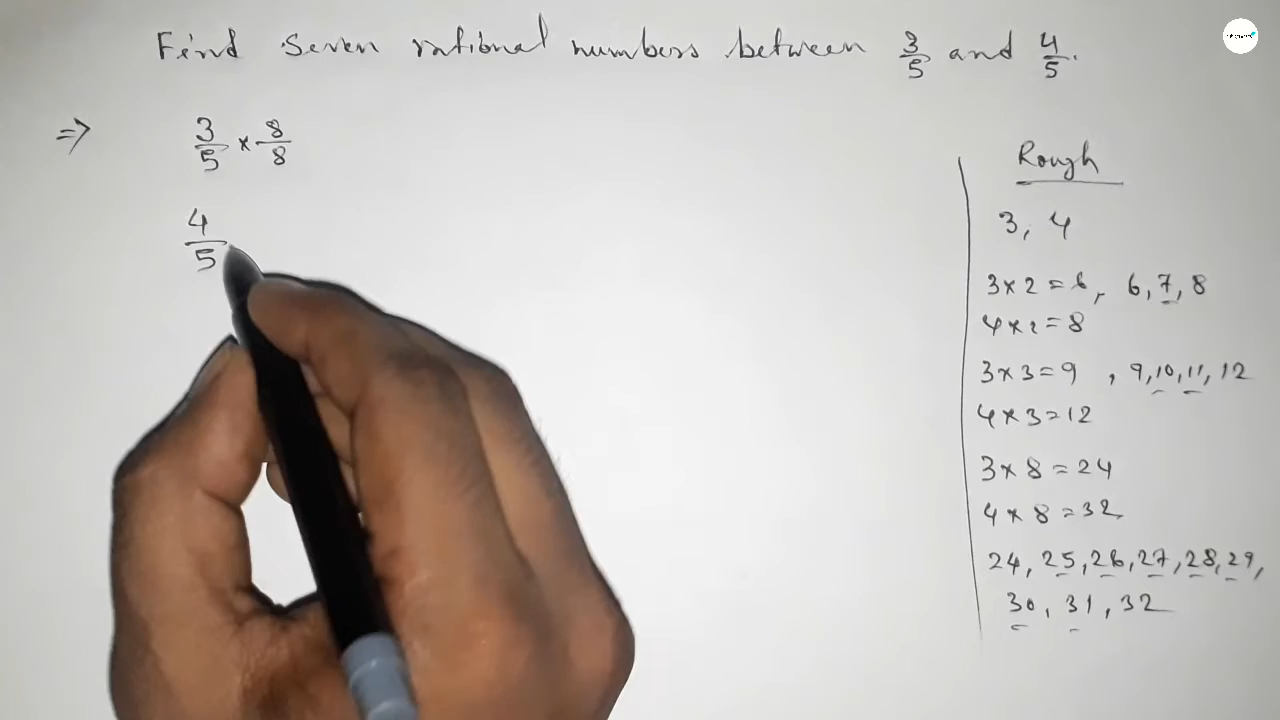 Find seven rational numbers between 3/5 and 4/5.
=> 3/5 × 8/8
4/5
Rough
3, 4
3×2=6, 6,7,8
4×2=8
3×3=9 , 9,10,11,12
4×3=12
3×8=24
4×8=32
24,25,26,27,28,29,
30,31,32